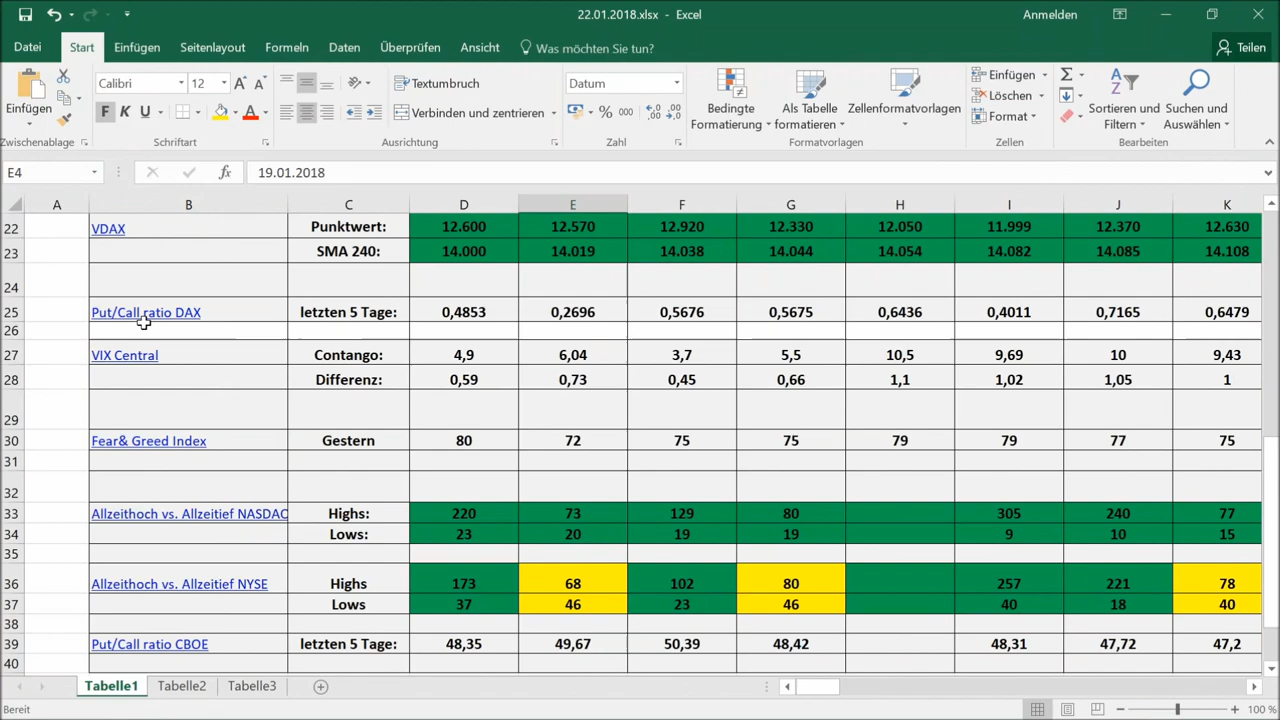 22.01.2018.xlsx - Excel
Anmelden
Datei Start Einfügen Seitenlayout Formeln Daten Überprüfen Ansicht Was möchten Sie tun? Teilen
Calibri 12 Textumbruch Datum Einfügen Σ
Einfügen F K U Verbinden und zentrieren % 000 Bedingte Formatierung Als Tabelle formatieren Zellenformatvorlagen Löschen Format Sortieren und Filtern Suchen und Auswählen
Zwischenablage Schriftart Ausrichtung Zahl Formatvorlagen Zellen Bearbeiten
E4 fx 19.01.2018
A B C D E F G H I J K
22 VDAX Punktwert: 12.600 12.570 12.920 12.330 12.050 11.999 12.370 12.630
23 SMA 240: 14.000 14.019 14.038 14.044 14.054 14.082 14.085 14.108
24
25 Put/Call ratio DAX letzten 5 Tage: 0,4853 0,2696 0,5676 0,5675 0,6436 0,4011 0,7165 0,6479
26
27 VIX Central Contango: 4,9 6,04 3,7 5,5 10,5 9,69 10 9,43
28 Differenz: 0,59 0,73 0,45 0,66 1,1 1,02 1,05 1
29
30 Fear& Greed Index Gestern 80 72 75 75 79 79 77 75
31
32
33 Allzeithoch vs. Allzeitief NASDAC Highs: 220 73 129 80 305 240 77
34 Lows: 23 20 19 19 9 10 15
35
36 Allzeithoch vs. Allzeitief NYSE Highs 173 68 102 80 257 221 78
37 Lows 37 46 23 46 40 18 40
38
39 Put/Call ratio CBOE letzten 5 Tage: 48,35 49,67 50,39 48,42 48,31 47,72 47,2
40
Tabelle1 Tabelle2 Tabelle3
Bereit 100 %